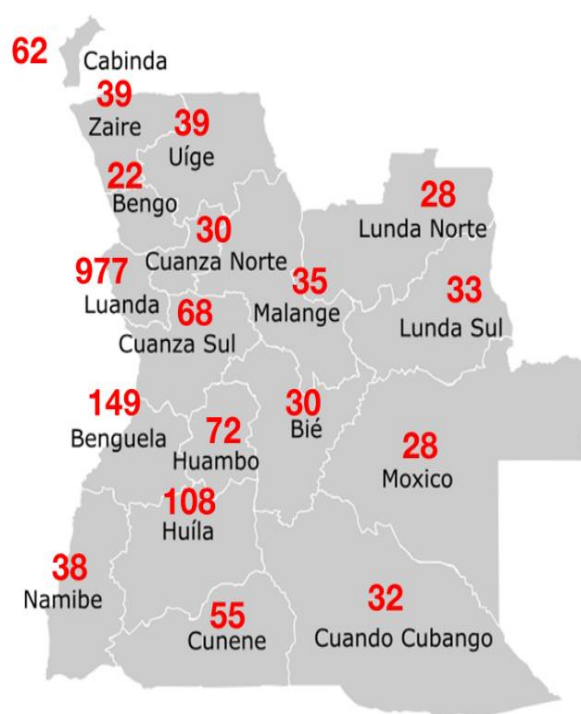 62
Cabinda
39
Zaire
39
Uíge
22
Bengo
28
Lunda Norte
30
Cuanza Norte
977
Luanda
35
Malange
33
Lunda Sul
68
Cuanza Sul
149
Benguela
72
Huambo
30
Bié
28
Moxico
108
Huíla
38
Namibe
55
Cunene
32
Cuando Cubango